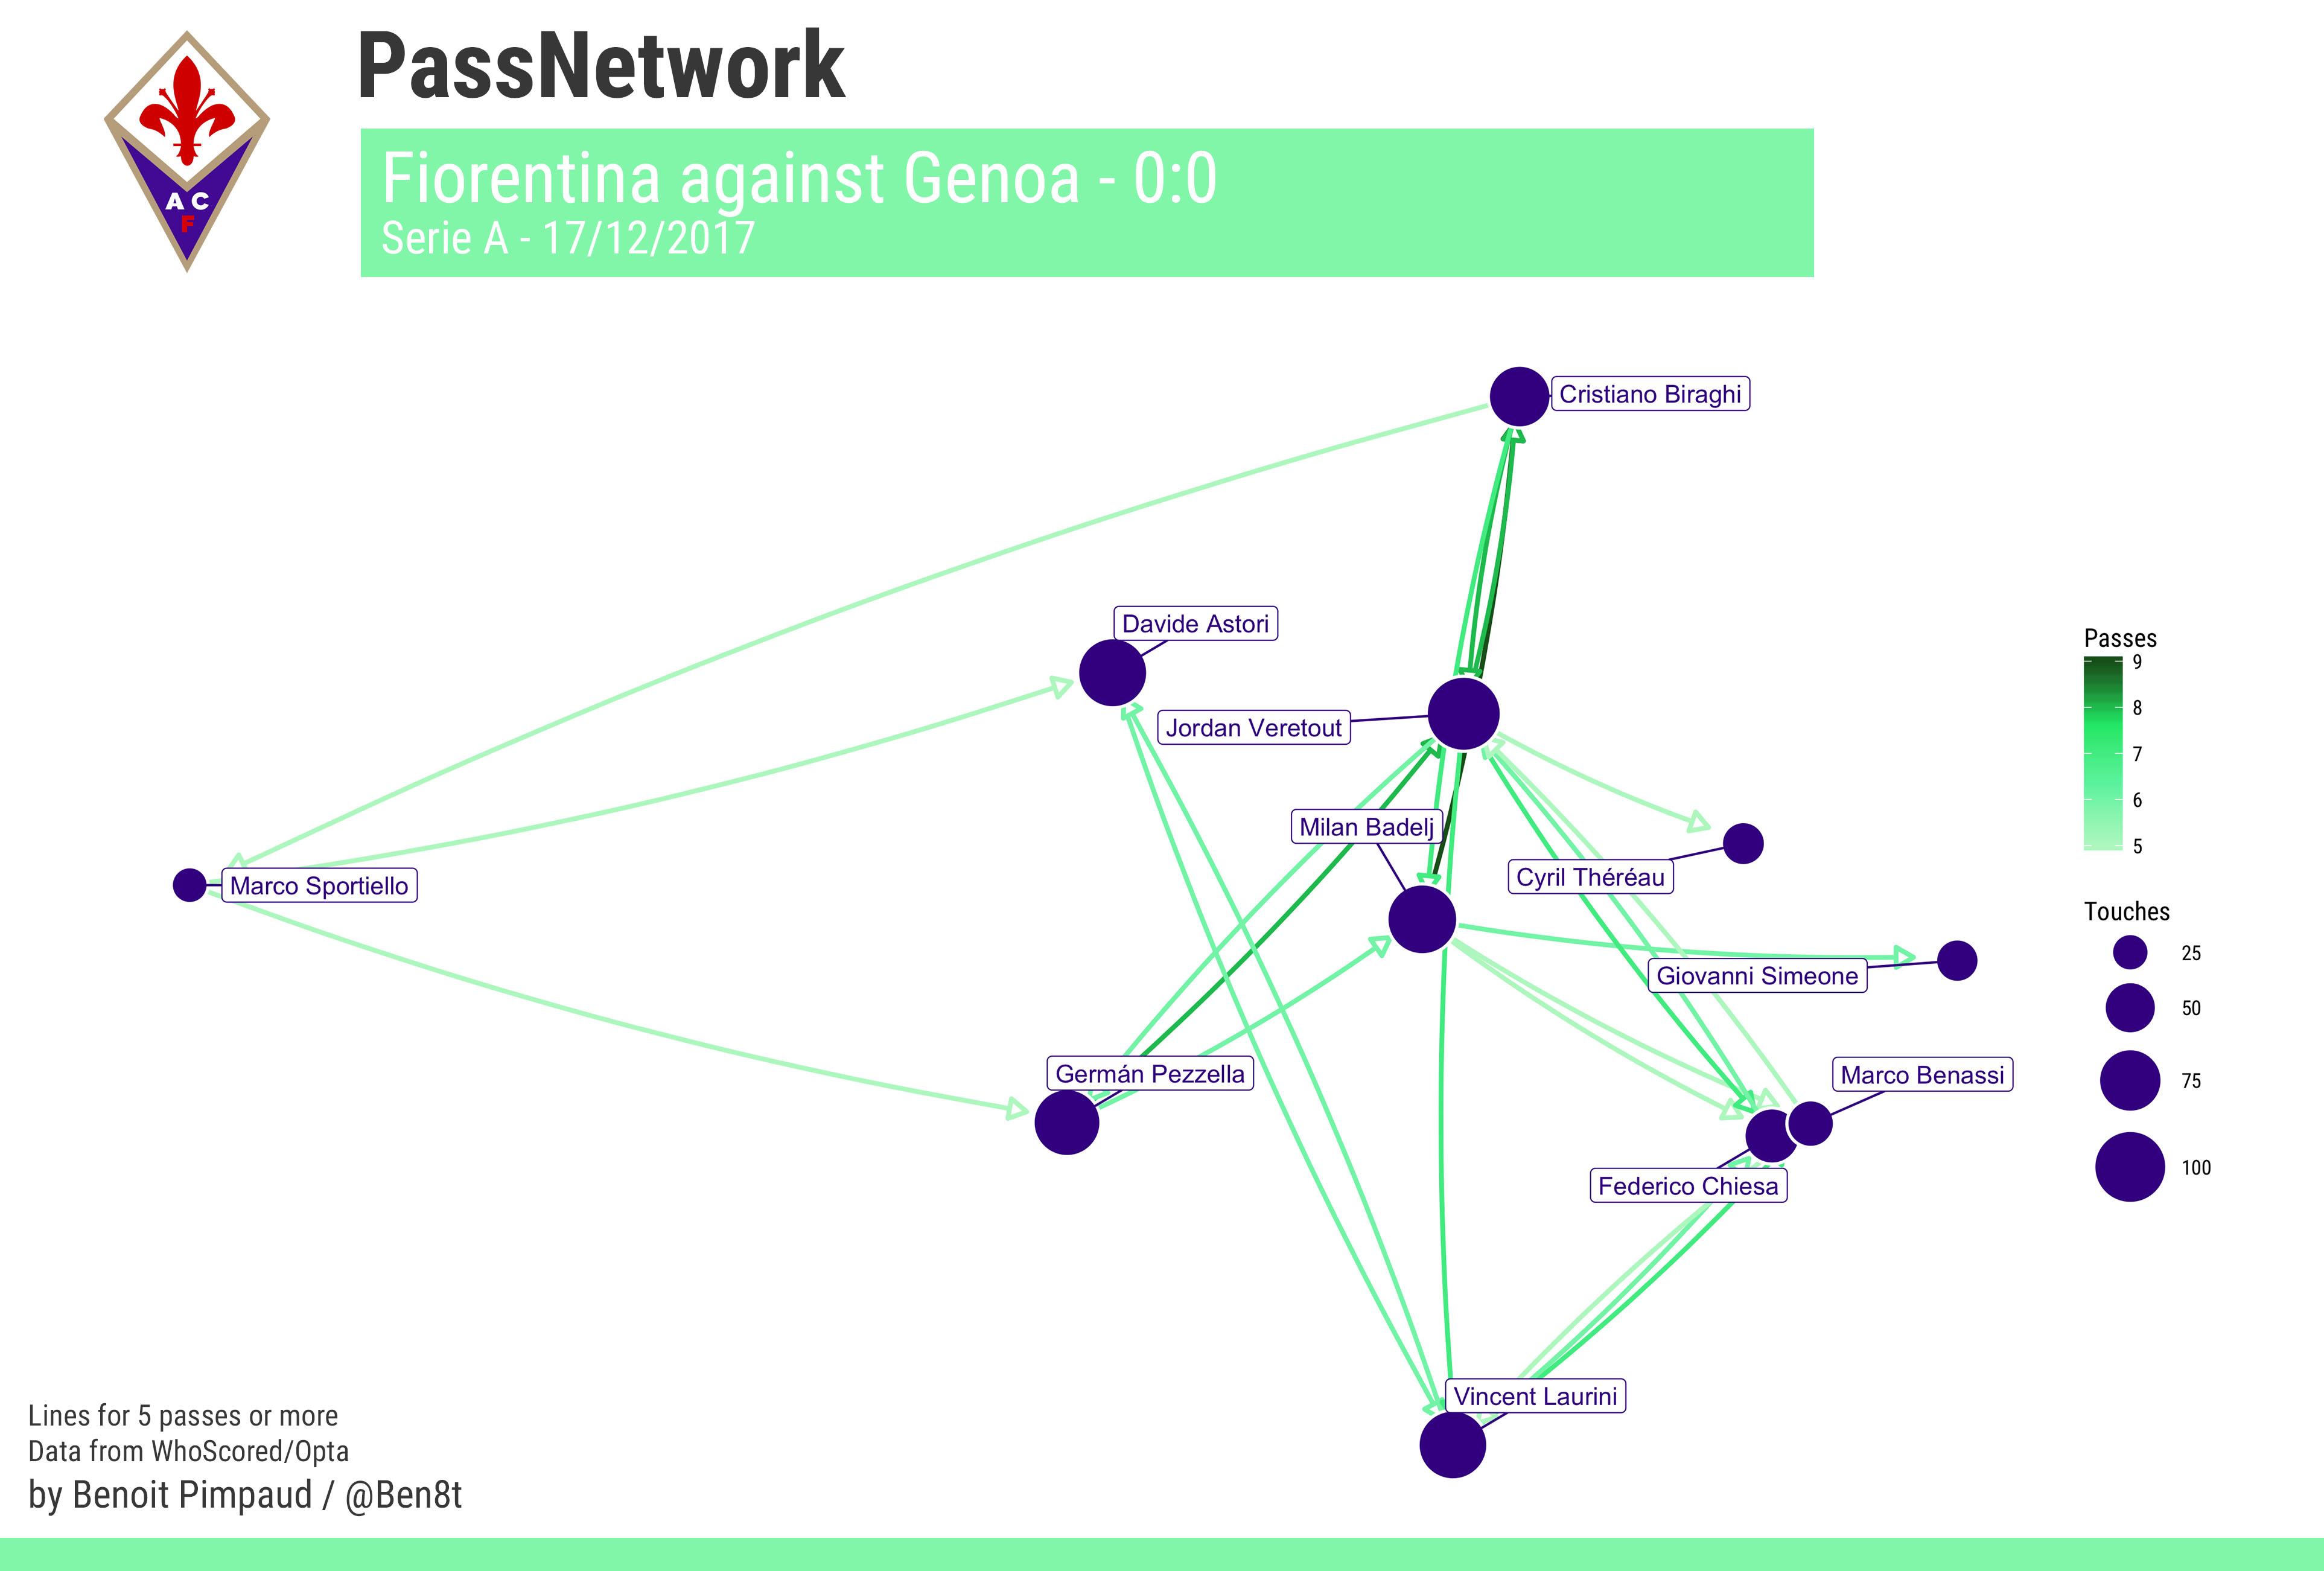 PassNetwork
A C
F
Fiorentina against Genoa - 0:0
Serie A - 17/12/2017
Cristiano Biraghi
Davide Astori
Jordan Veretout
Milan Badelj
Cyril Théréau
Marco Sportiello
Giovanni Simeone
Germán Pezzella
Marco Benassi
Federico Chiesa
Vincent Laurini
Passes
9
8
7
6
5
Touches
25
50
75
100
Lines for 5 passes or more
Data from WhoScored/Opta
by Benoit Pimpaud / @Ben8t